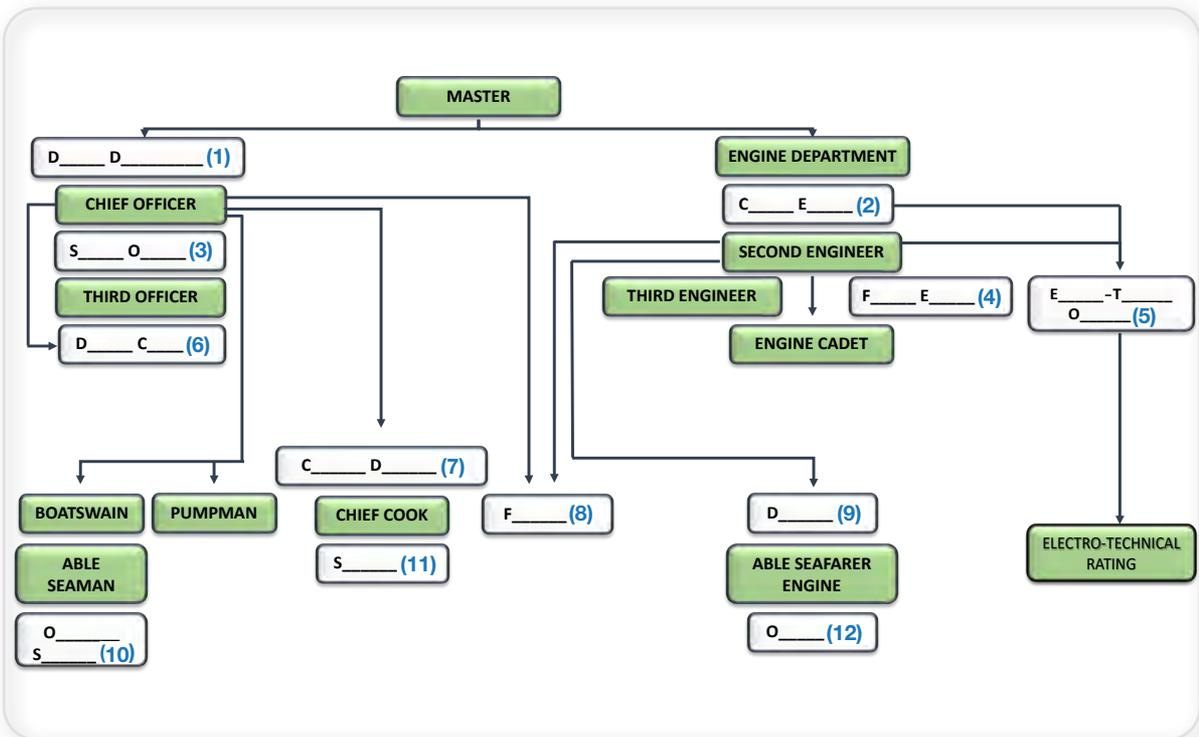 MASTER
D_____ D_________ (1)
ENGINE DEPARTMENT
CHIEF OFFICER
C_____ E_____ (2)
S_____ O_____ (3)
SECOND ENGINEER
THIRD OFFICER
THIRD ENGINEER
F_____ E_____ (4)
E_____-T______
O______ (5)
D_____ C____ (6)
ENGINE CADET
C______ D______ (7)
BOATSWAIN
PUMPMAN
CHIEF COOK
F______ (8)
D______ (9)
ELECTRO-TECHNICAL
RATING
ABLE
SEAMAN
S______ (11)
ABLE SEAFARER
ENGINE
O_______
S______ (10)
O_____ (12)